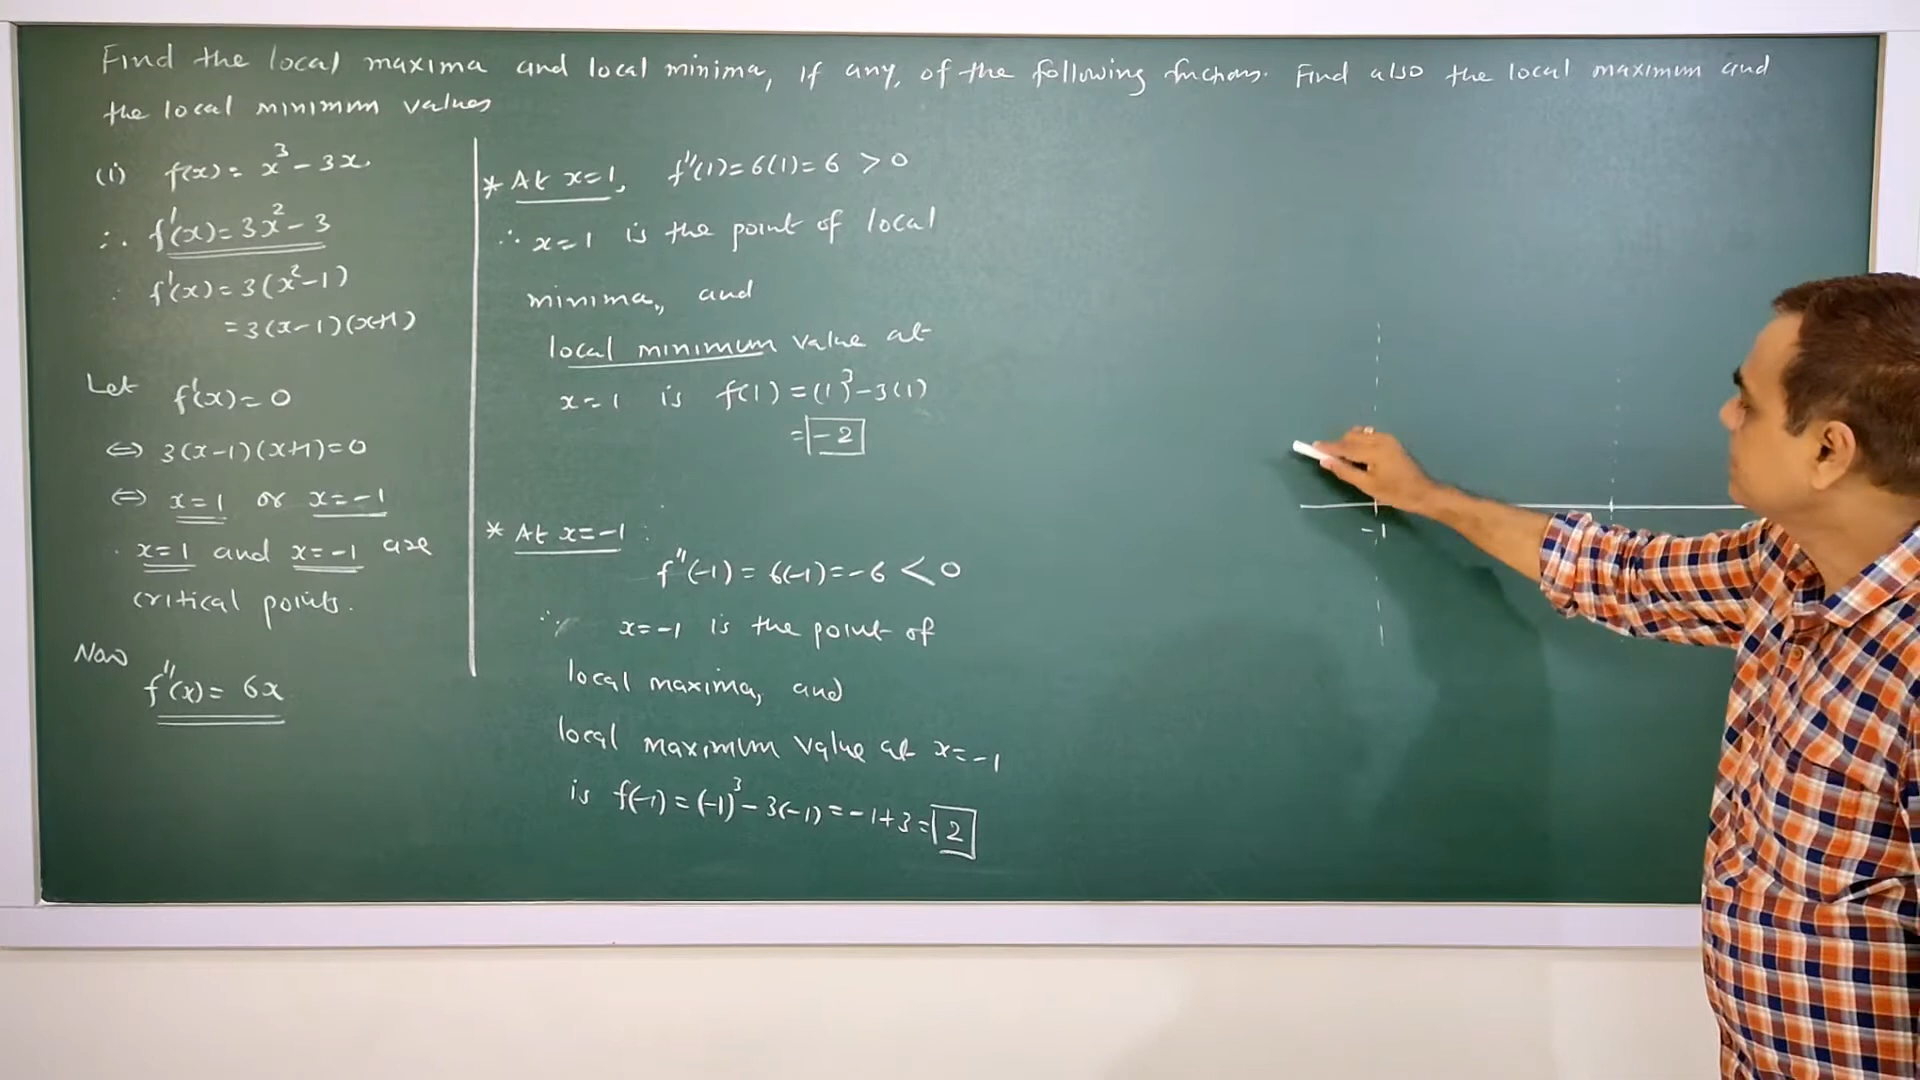 Find the local maxima and local minima, if any, of the following functions. Find also the local maximum and
the local minimum values
(i) f(x) = x³ - 3x.
∴ f'(x) = 3x² - 3
f'(x) = 3(x² - 1)
= 3(x-1)(x+1)
Let f'(x) = 0
⇔ 3(x-1)(x+1) = 0
⇔ x = 1 or x = -1
x = 1 and x = -1 are
critical points.
Now
f''(x) = 6x
* At x = 1, f''(1) = 6(1) = 6 > 0
∴ x = 1 is the point of local
minima, and
local minimum value at
x = 1 is f(1) = (1)³ - 3(1)
= -2
* At x = -1
f''(-1) = 6(-1) = -6 < 0
∴ x = -1 is the point of
local maxima, and
local maximum value at x = -1
is f(-1) = (-1)³ - 3(-1) = -1 + 3 = 2
-1